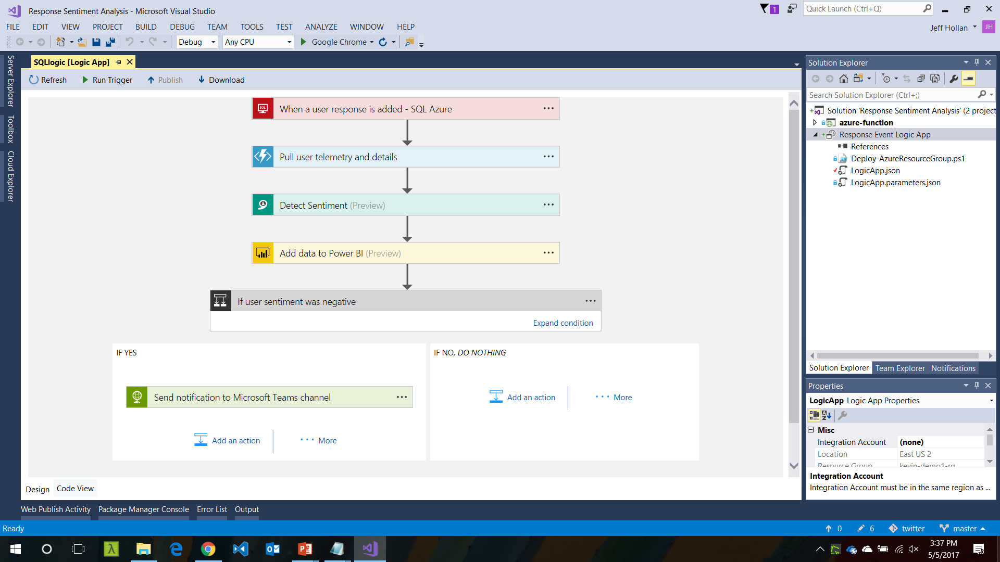 Response Sentiment Analysis - Microsoft Visual Studio
1
Quick Launch (Ctrl+Q)
FILE EDIT VIEW PROJECT BUILD DEBUG TEAM TOOLS TEST ANALYZE WINDOW HELP
Jeff Hollan JH
Debug Any CPU Google Chrome
Server Explorer
Toolbox
Cloud Explorer
SQLlogic [Logic App]
Refresh Run Trigger Publish Download
SQL
When a user response is added - SQL Azure
Pull user telemetry and details
Detect Sentiment (Preview)
Add data to Power BI (Preview)
If user sentiment was negative
Expand condition
IF YES
Send notification to Microsoft Teams channel
Add an action
More
IF NO, DO NOTHING
Add an action
More
Design Code View
Solution Explorer
Search Solution Explorer (Ctrl+;)
Solution 'Response Sentiment Analysis' (2 project
azure-function
Response Event Logic App
References
Deploy-AzureResourceGroup.ps1
LogicApp.json
LogicApp.parameters.json
Solution Explorer Team Explorer Notifications
Properties
LogicApp Logic App Properties
Misc
Integration Account (none)
Location East US 2
Resource Group kevin-demo1-rg
Integration Account
Integration Account must be in the same region as ...
Web Publish Activity Package Manager Console Error List Output
Ready
0 6 twitter master
3:37 PM
5/5/2017